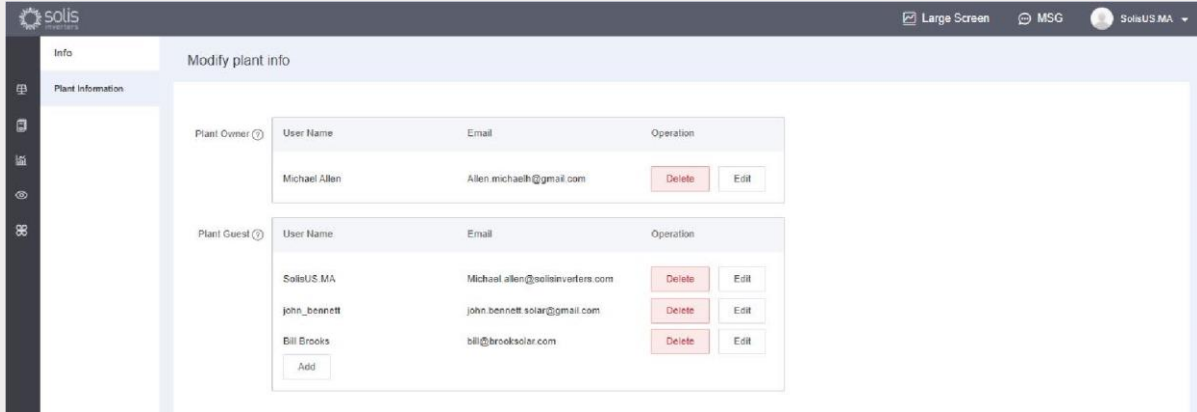 solis
inverters
Large Screen
MSG
SolisUS.MA
Info
Plant Information
Modify plant info
Plant Owner ?
User Name Email Operation
Michael Allen Allen.michaelh@gmail.com Delete Edit
Plant Guest ?
User Name Email Operation
SolisUS.MA Michael.allen@solisinverters.com Delete Edit
john_bennett john.bennett.solar@gmail.com Delete Edit
Bill Brooks bill@brooksolar.com Delete Edit
Add